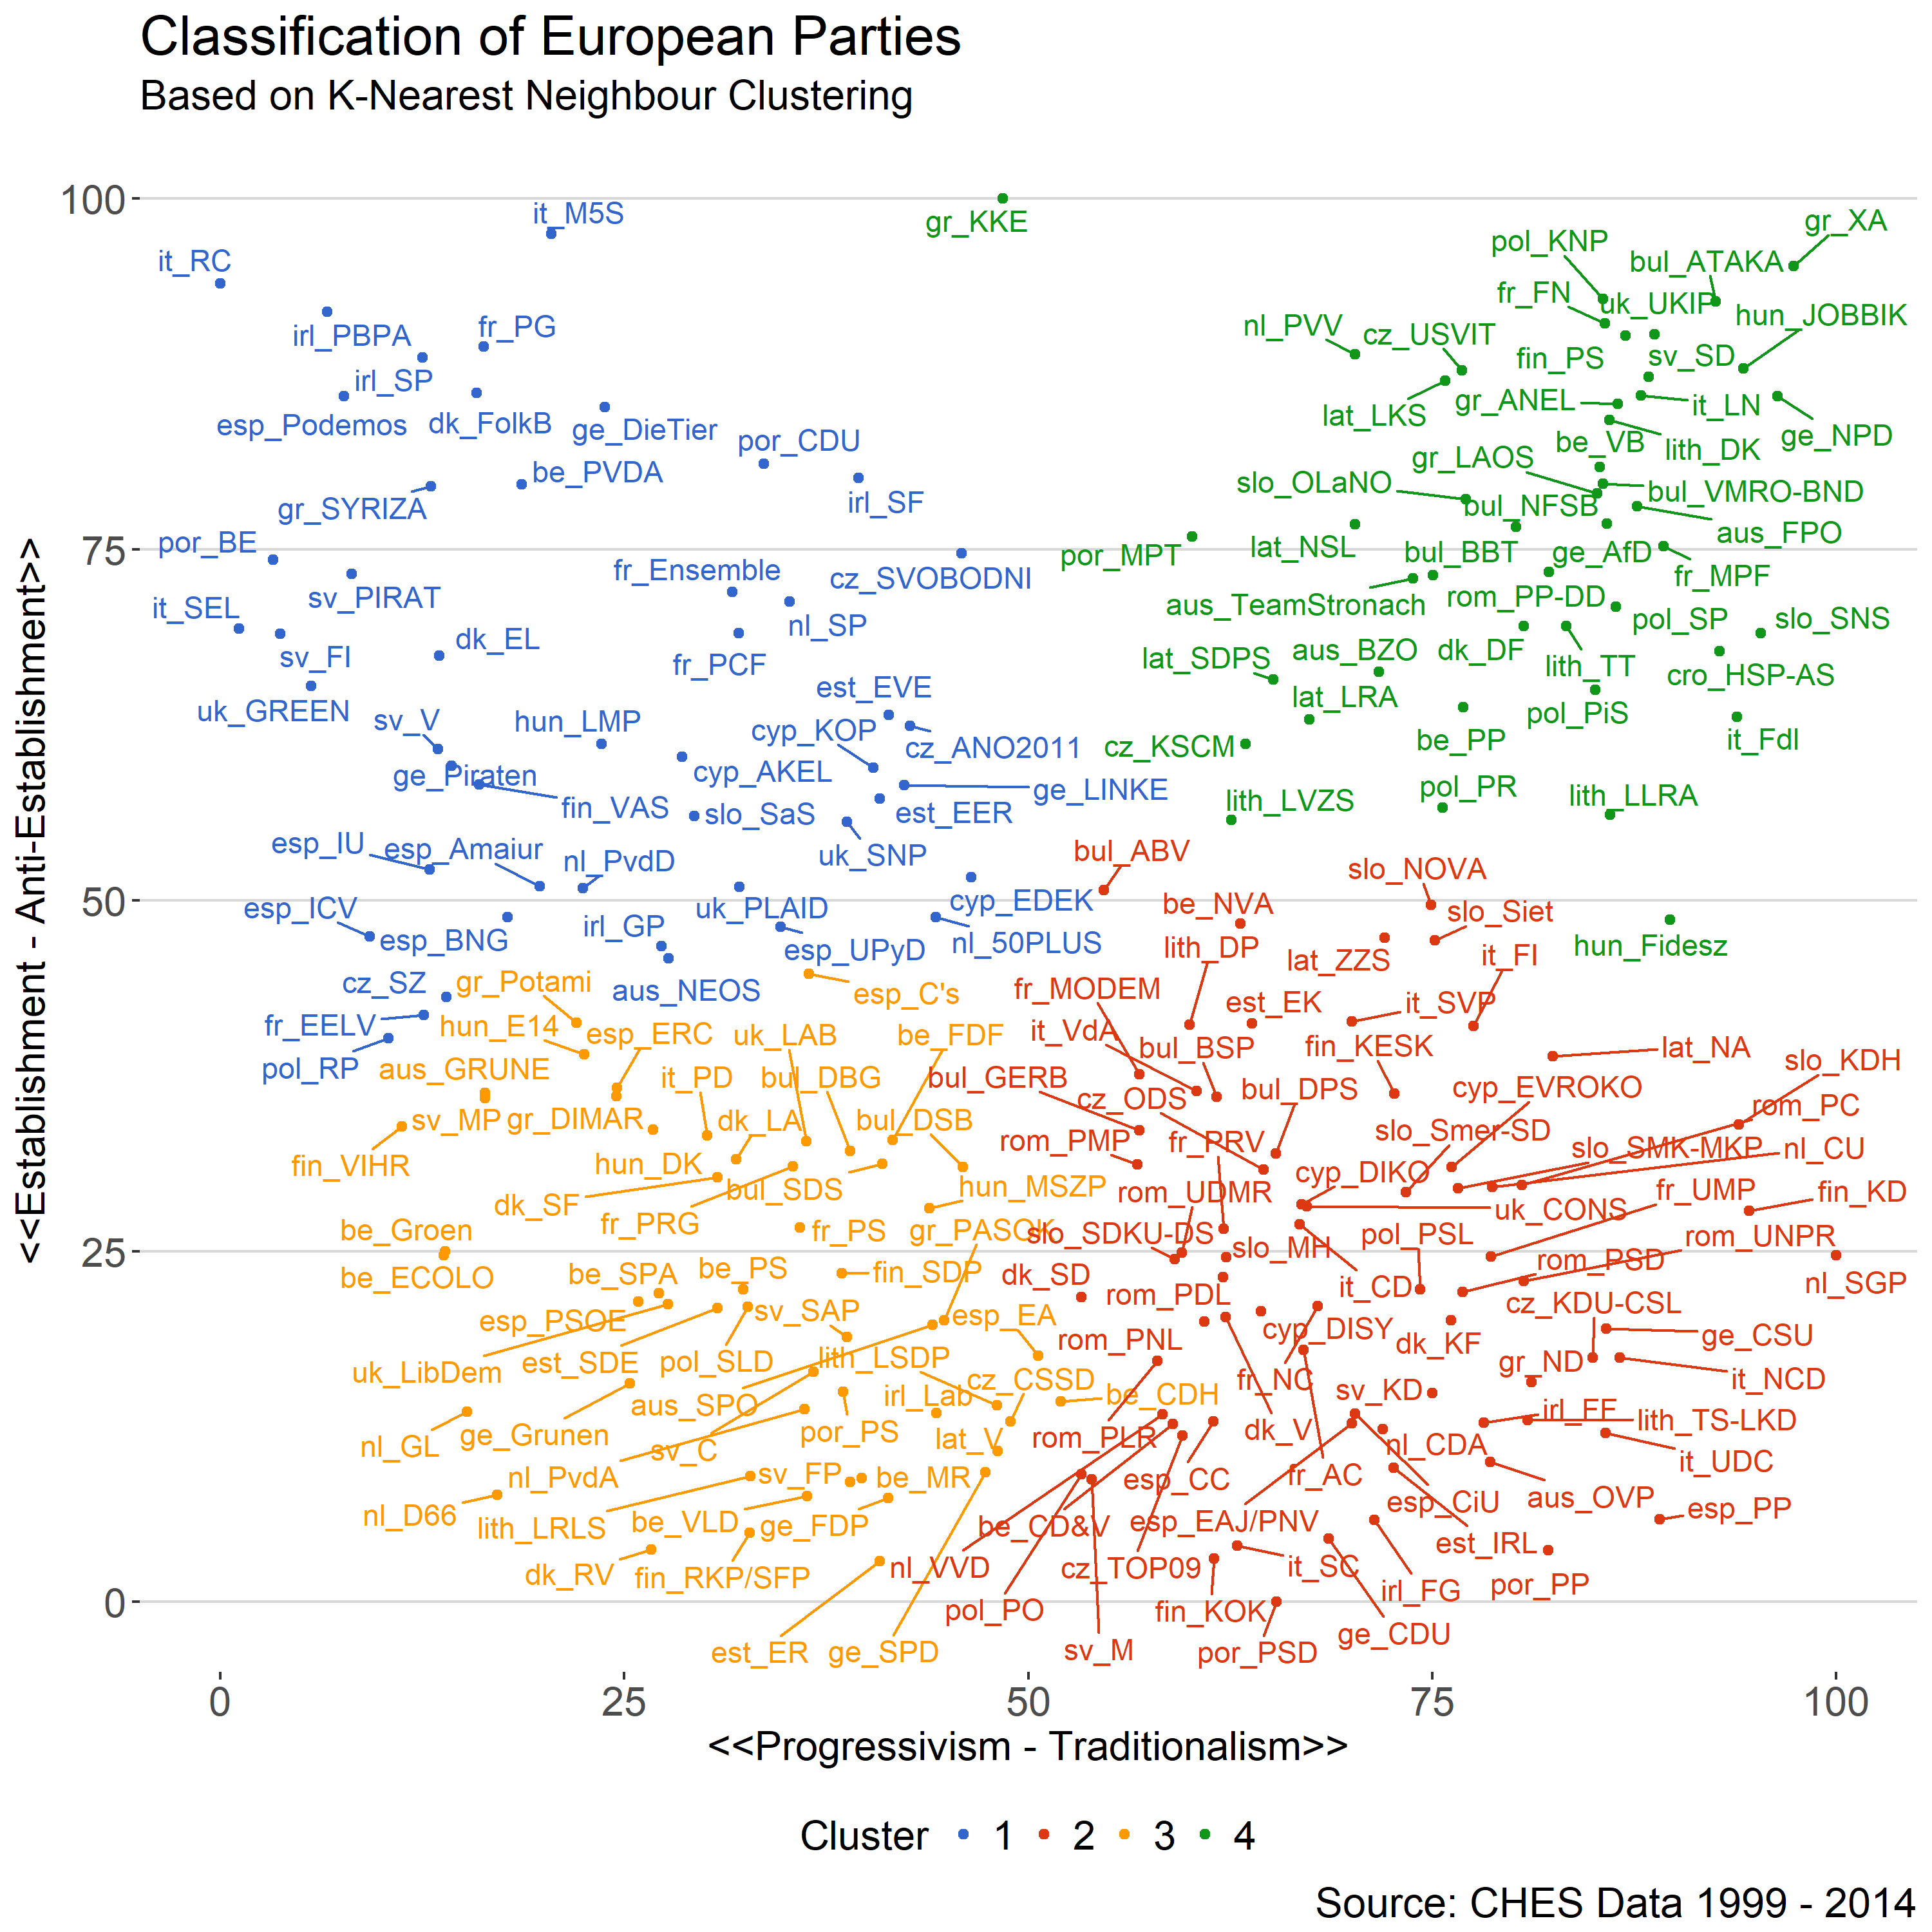 Classification of European Parties
Based on K-Nearest Neighbour Clustering
<<Establishment - Anti-Establishment>>
100
75
50
25
0
it_M5S
gr_KKE
gr_XA
pol_KNP
it_RC
bul_ATAKA
fr_FN
uk_UKIP
hun_JOBBIK
irl_PBPA
fr_PG
nl_PVV
cz_USVIT
fin_PS
sv_SD
irl_SP
esp_Podemos
dk_FolkB
ge_DieTier
lat_LKS
gr_ANEL
it_LN
ge_NPD
por_CDU
be_VB
lith_DK
be_PVDA
gr_LAOS
slo_OLaNO
bul_VMRO-BND
gr_SYRIZA
irl_SF
bul_NFSB
aus_FPO
por_BE
por_MPT
lat_NSL
bul_BBT
ge_AfD
fr_MPF
sv_PIRAT
fr_Ensemble
cz_SVOBODNI
aus_TeamStronach
rom_PP-DD
it_SEL
nl_SP
pol_SP
slo_SNS
sv_FI
dk_EL
fr_PCF
lat_SDPS
aus_BZO
dk_DF
lith_TT
cro_HSP-AS
uk_GREEN
est_EVE
lat_LRA
pol_PiS
sv_V
hun_LMP
cyp_KOP
cz_ANO2011
cz_KSCM
be_PP
it_FdI
ge_Piraten
cyp_AKEL
ge_LINKE
pol_PR
lith_LLRA
fin_VAS
slo_SaS
est_EER
lith_LVZS
esp_IU
esp_Amaiur
nl_PvdD
uk_SNP
bul_ABV
slo_NOVA
esp_ICV
esp_BNG
irl_GP
uk_PLAID
cyp_EDEK
be_NVA
slo_Siet
esp_UPyD
nl_50PLUS
lith_DP
lat_ZZS
it_FI
hun_Fidesz
cz_SZ
gr_Potami
aus_NEOS
esp_C's
fr_MODEM
est_EK
it_SVP
fr_EELV
hun_E14
esp_ERC
uk_LAB
be_FDF
it_VdA
bul_BSP
fin_KESK
lat_NA
pol_RP
aus_GRUNE
it_PD
bul_DBG
bul_GERB
cz_ODS
bul_DPS
cyp_EVROKO
slo_KDH
sv_MP
gr_DIMAR
dk_LA
bul_DSB
rom_PMP
fr_PRV
slo_Smer-SD
rom_PC
fin_VIHR
hun_DK
slo_SMK-MKP
nl_CU
dk_SF
bul_SDS
hun_MSZP
rom_UDMR
cyp_DIKO
uk_CONS
fr_UMP
fin_KD
be_Groen
fr_PRG
fr_PS
gr_PASOK
slo_SDKU-DS
slo_MH
pol_PSL
rom_UNPR
be_ECOLO
be_SPA
be_PS
fin_SDP
dk_SD
rom_PDL
it_CD
rom_PSD
nl_SGP
esp_PSOE
sv_SAP
esp_EA
cyp_DISY
cz_KDU-CSL
uk_LibDem
est_SDE
pol_SLD
lith_LSDP
rom_PNL
dk_KF
ge_CSU
aus_SPO
irl_Lab
cz_CSSD
be_CDH
fr_NC
sv_KD
gr_ND
it_NCD
nl_GL
ge_Grunen
sv_C
por_PS
lat_V
rom_PLR
dk_V
nl_CDA
irl_FF
lith_TS-LKD
nl_PvdA
sv_FP
be_MR
esp_CC
fr_AC
it_UDC
nl_D66
lith_LRLS
be_VLD
ge_FDP
be_CD&V
esp_EAJ/PNV
esp_CiU
aus_OVP
esp_PP
dk_RV
fin_RKP/SFP
nl_VVD
cz_TOP09
it_SC
est_IRL
por_PP
pol_PO
fin_KOK
irl_FG
est_ER
ge_SPD
sv_M
por_PSD
ge_CDU
0 25 50 75 100
<<Progressivism - Traditionalism>>
Cluster 1 2 3 4
Source: CHES Data 1999 - 2014